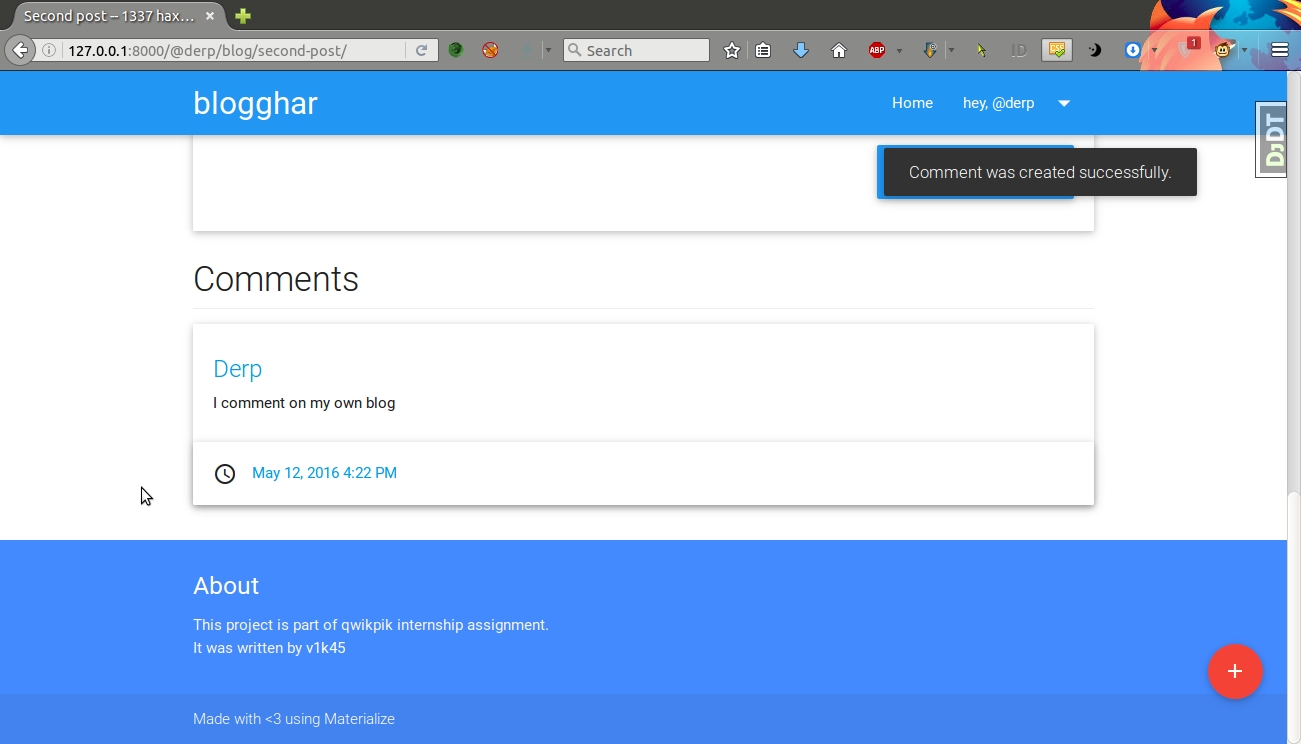 Second post -- 1337 hax...
127.0.0.1:8000/@derp/blog/second-post/
Search
ABP
ID
1
blogghar
Home
hey, @derp
DJDT
Comment was created successfully.
Comments
Derp
I comment on my own blog
May 12, 2016 4:22 PM
About
This project is part of qwikpik internship assignment.
It was written by v1k45
+
Made with <3 using Materialize